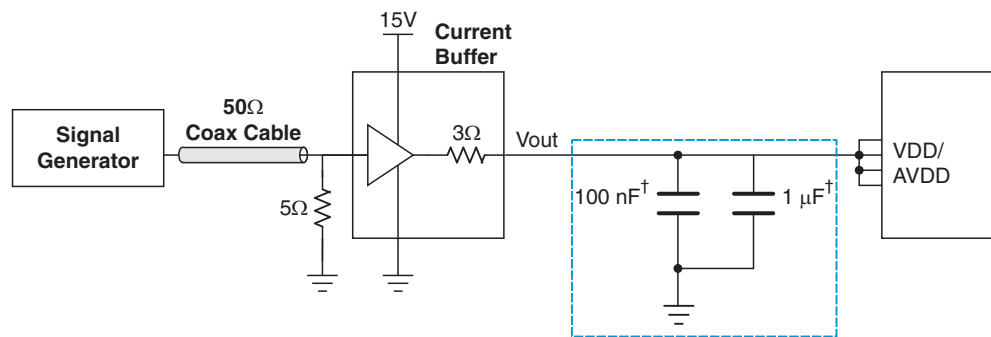 15V
Current
Buffer
50Ω
Coax Cable
Signal
Generator
3Ω
Vout
5Ω
100 nF†
1 μF†
VDD/
AVDD